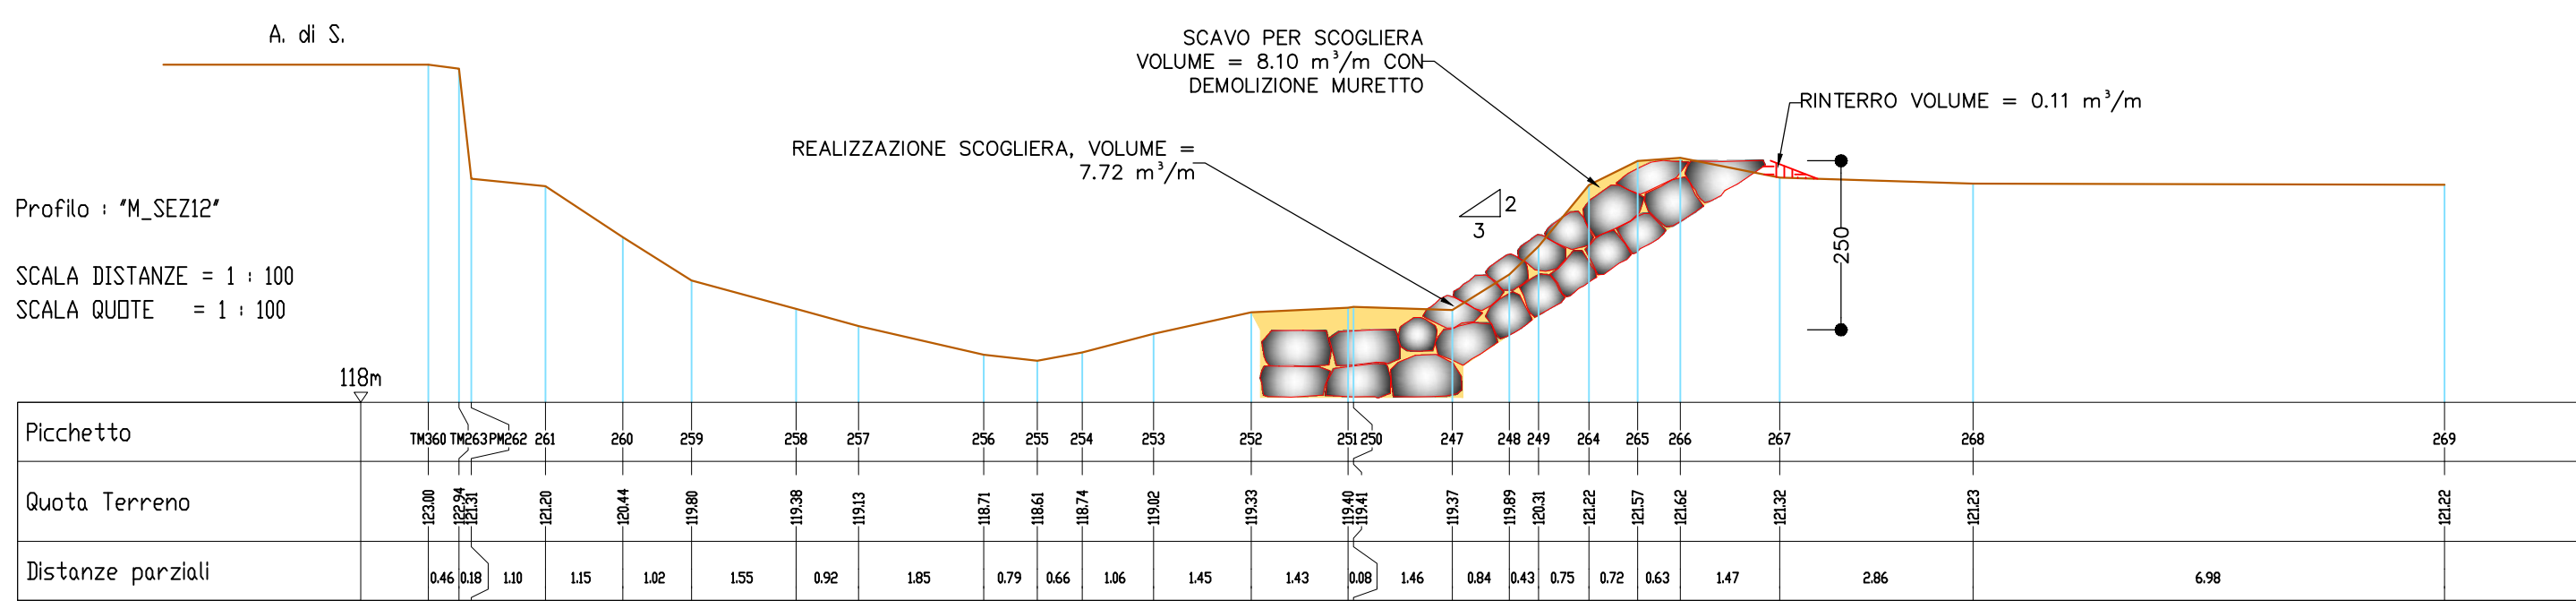 A. di S.
SCAVO PER SCOGLIERA
VOLUME = 8.10 m³/m CON
DEMOLIZIONE MURETTO
RINTERRO VOLUME = 0.11 m³/m
REALIZZAZIONE SCOGLIERA, VOLUME =
7.72 m³/m
Profilo : "M_SEZ12"
2
3
250
SCALA DISTANZE = 1 : 100
SCALA QUOTE = 1 : 100
118m
Picchetto TM360 TM263 PM262 261 260 259 258 257 256 255 254 253 252 251 250 247 248 249 264 265 266 267 268 269
Quota Terreno 123.00 122.94 121.31 121.20 120.44 119.80 119.38 119.13 118.71 118.61 118.74 119.02 119.33 119.40 119.41 119.37 119.89 120.31 121.22 121.57 121.62 121.32 121.23 121.22
Distanze parziali 0.46 0.18 1.10 1.15 1.02 1.55 0.92 1.85 0.79 0.66 1.06 1.45 1.43 0.08 1.46 0.84 0.43 0.75 0.72 0.63 1.47 2.86 6.98